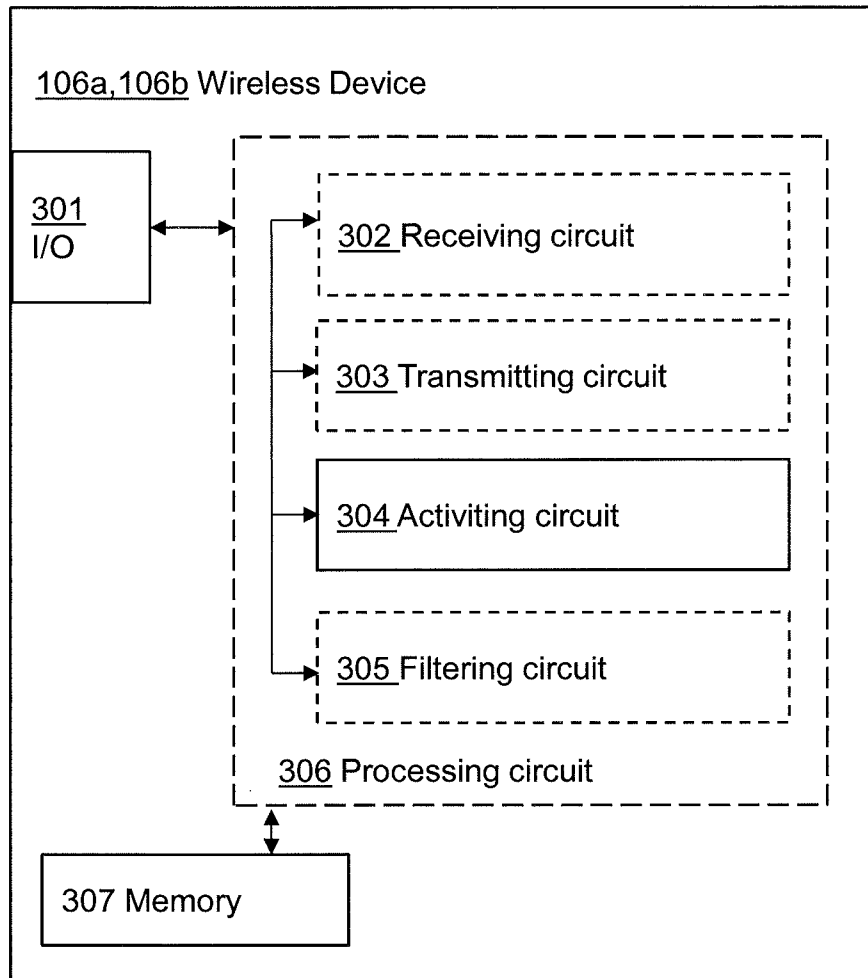 106a,106b Wireless Device
301
I/O
302 Receiving circuit
303 Transmitting circuit
304 Activiting circuit
305 Filtering circuit
306 Processing circuit
307 Memory